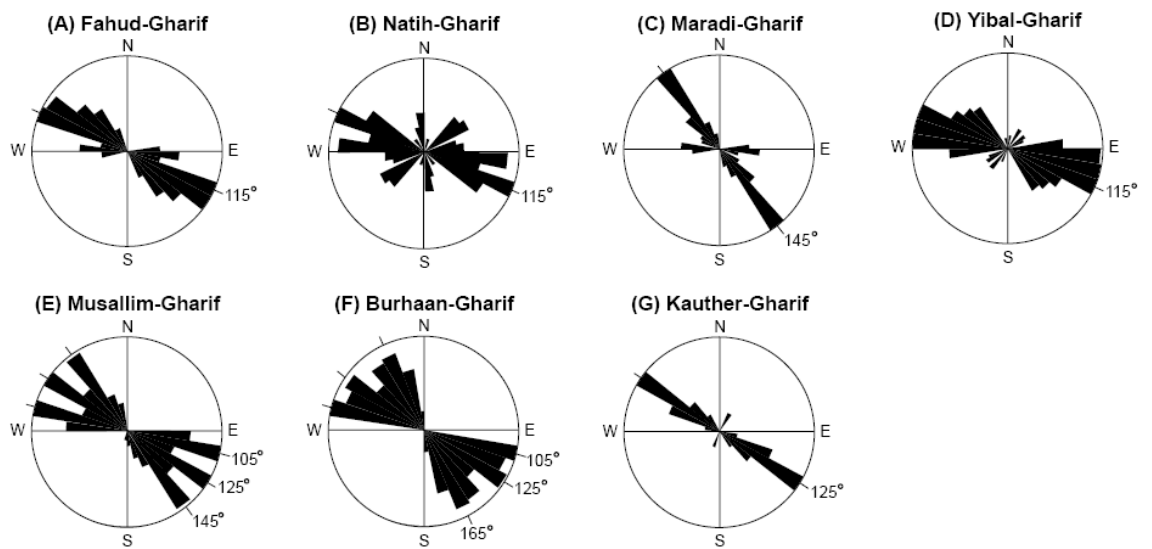 (A) Fahud-Gharif
N
W
E
115°
S
(B) Natih-Gharif
N
W
E
115°
S
(C) Maradi-Gharif
N
W
E
145°
S
(D) Yibal-Gharif
N
W
E
115°
S
(E) Musallim-Gharif
N
W
E
105°
125°
145°
S
(F) Burhaan-Gharif
N
W
E
105°
125°
165°
S
(G) Kauther-Gharif
N
W
E
125°
S